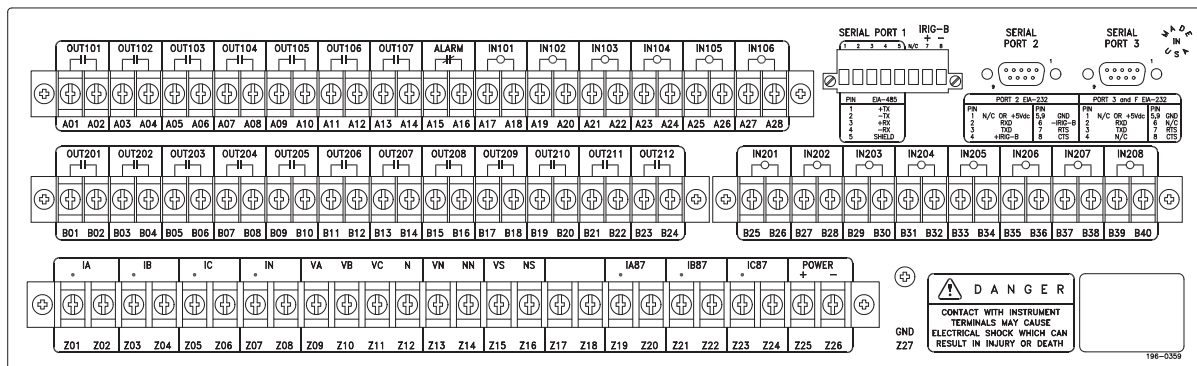 OUT101 OUT102 OUT103 OUT104 OUT105 OUT106 OUT107 ALARM IN101 IN102 IN103 IN104 IN105 IN106
A01 A02 A03 A04 A05 A06 A07 A08 A09 A10 A11 A12 A13 A14 A15 A16 A17 A18 A19 A20 A21 A22 A23 A24 A25 A26 A27 A28
SERIAL PORT 1 IRIG-B
+ -
1 2 3 4 5 N/C 7 8
PIN EIA-485
1 +TX
2 -TX
3 +RX
4 -RX
5 SHIELD
SERIAL
PORT 2
1
9
SERIAL
PORT 3
1
9
MADE
IN
USA
PORT 2 EIA-232
PIN PIN
1 N/C OR +5Vdc 5,9 GND
2 RXD 6 -IRIG-B
3 TXD 7 RTS
4 +IRIG-B 8 CTS
PORT 3 and F EIA-232
PIN PIN
1 N/C OR +5Vdc 5,9 GND
2 RXD 6 N/C
3 TXD 7 RTS
4 N/C 8 CTS
OUT201 OUT202 OUT203 OUT204 OUT205 OUT206 OUT207 OUT208 OUT209 OUT210 OUT211 OUT212
B01 B02 B03 B04 B05 B06 B07 B08 B09 B10 B11 B12 B13 B14 B15 B16 B17 B18 B19 B20 B21 B22 B23 B24
IN201 IN202 IN203 IN204 IN205 IN206 IN207 IN208
B25 B26 B27 B28 B29 B30 B31 B32 B33 B34 B35 B36 B37 B38 B39 B40
IA IB IC IN VA VB VC N VN NN VS NS IA87 IB87 IC87 POWER
+ -
Z01 Z02 Z03 Z04 Z05 Z06 Z07 Z08 Z09 Z10 Z11 Z12 Z13 Z14 Z15 Z16 Z17 Z18 Z19 Z20 Z21 Z22 Z23 Z24 Z25 Z26
GND
Z27
DANGER
CONTACT WITH INSTRUMENT
TERMINALS MAY CAUSE
ELECTRICAL SHOCK WHICH CAN
RESULT IN INJURY OR DEATH
196-0359